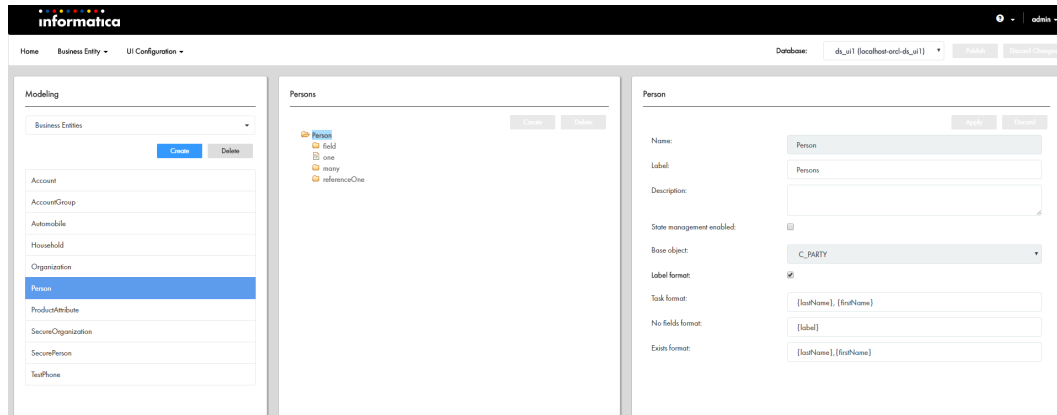 informatica
admin
Home Business Entity UI Configuration Database: ds_ui1 (localhost-orcl-ds_ui1) Publish Discard Changes
Modeling
Business Entities
Create Delete
Account
AccountGroup
Automobile
Household
Organization
Person
ProductAttribute
SecureOrganization
SecurePerson
TestPhone
Persons
Create Delete
Person
field
one
many
referenceOne
Person
Apply Discard
Name: Person
Label: Persons
Description:
State management enabled:
Base object: C_PARTY
Label format:
Task format: {lastName}, {firstName}
No fields format: {label}
Exists format: {lastName},{firstName}